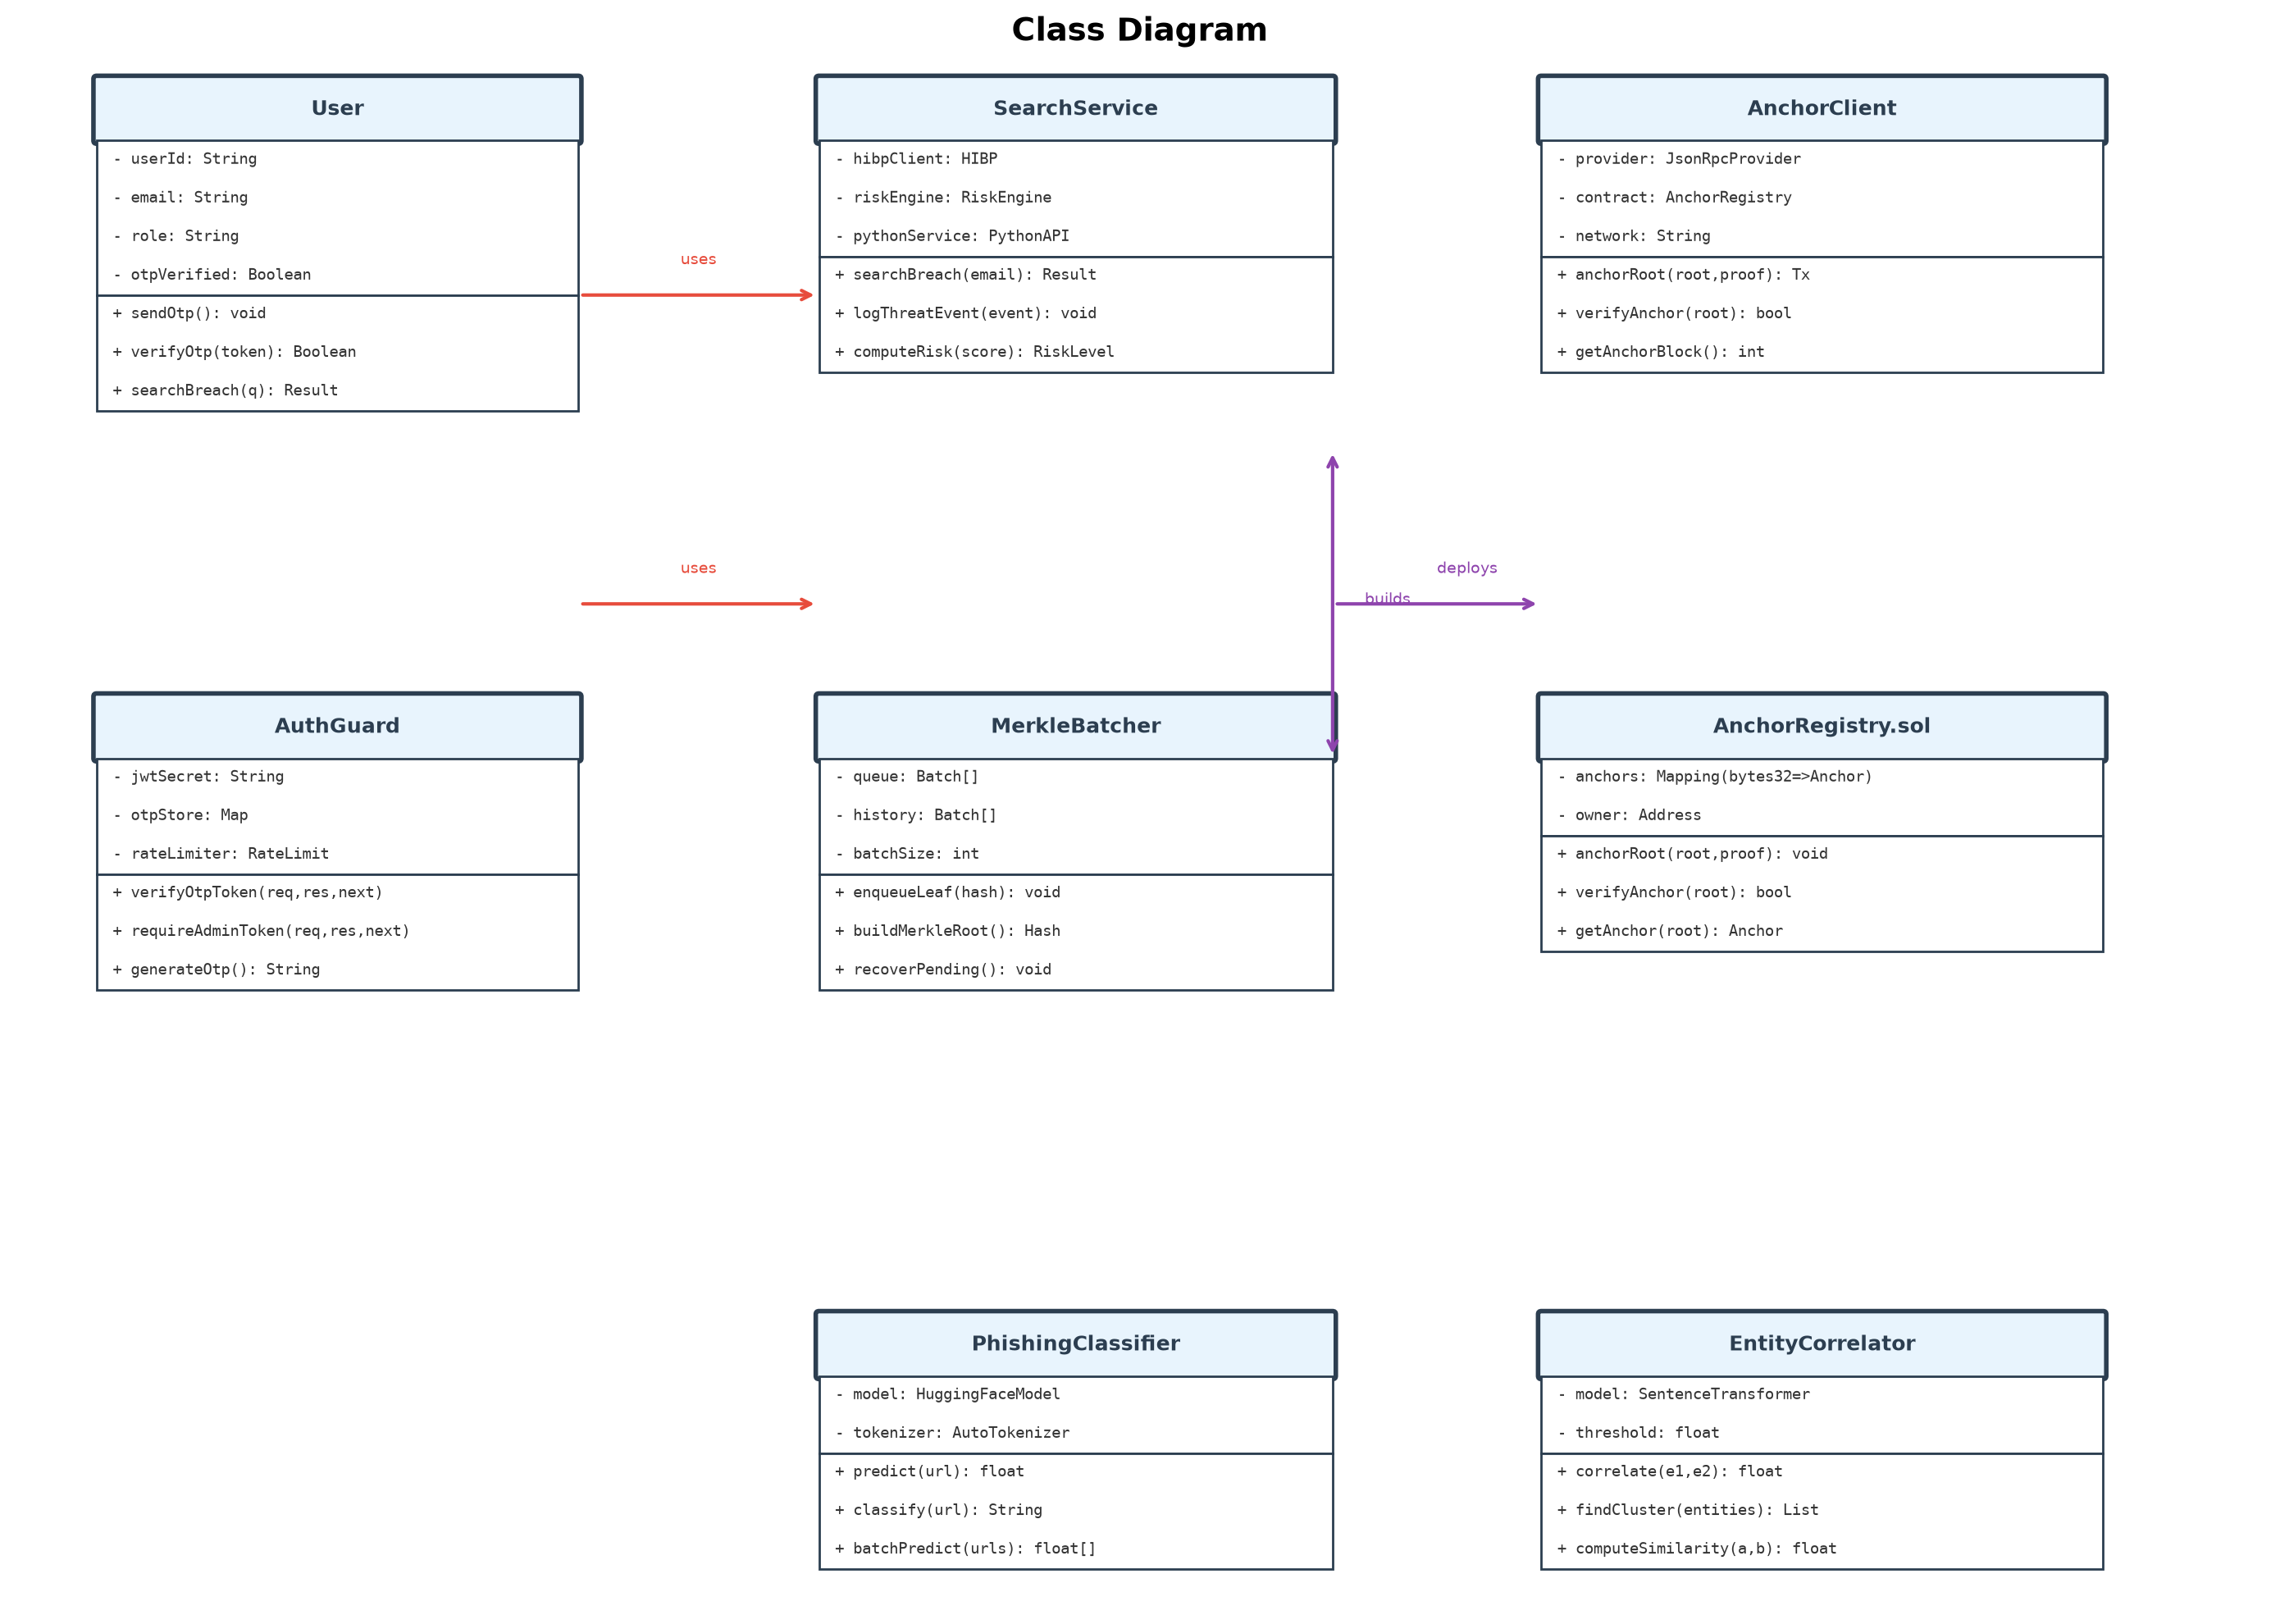 Class Diagram
User
- userId: String
- email: String
- role: String
- otpVerified: Boolean
+ sendOtp(): void
+ verifyOtp(token): Boolean
+ searchBreach(q): Result
uses
SearchService
- hibpClient: HIBP
- riskEngine: RiskEngine
- pythonService: PythonAPI
+ searchBreach(email): Result
+ logThreatEvent(event): void
+ computeRisk(score): RiskLevel
AnchorClient
- provider: JsonRpcProvider
- contract: AnchorRegistry
- network: String
+ anchorRoot(root,proof): Tx
+ verifyAnchor(root): bool
+ getAnchorBlock(): int
uses
deploys
builds
AuthGuard
- jwtSecret: String
- otpStore: Map
- rateLimiter: RateLimit
+ verifyOtpToken(req,res,next)
+ requireAdminToken(req,res,next)
+ generateOtp(): String
MerkleBatcher
- queue: Batch[]
- history: Batch[]
- batchSize: int
+ enqueueLeaf(hash): void
+ buildMerkleRoot(): Hash
+ recoverPending(): void
AnchorRegistry.sol
- anchors: Mapping(bytes32=>Anchor)
- owner: Address
+ anchorRoot(root,proof): void
+ verifyAnchor(root): bool
+ getAnchor(root): Anchor
PhishingClassifier
- model: HuggingFaceModel
- tokenizer: AutoTokenizer
+ predict(url): float
+ classify(url): String
+ batchPredict(urls): float[]
EntityCorrelator
- model: SentenceTransformer
- threshold: float
+ correlate(e1,e2): float
+ findCluster(entities): List
+ computeSimilarity(a,b): float